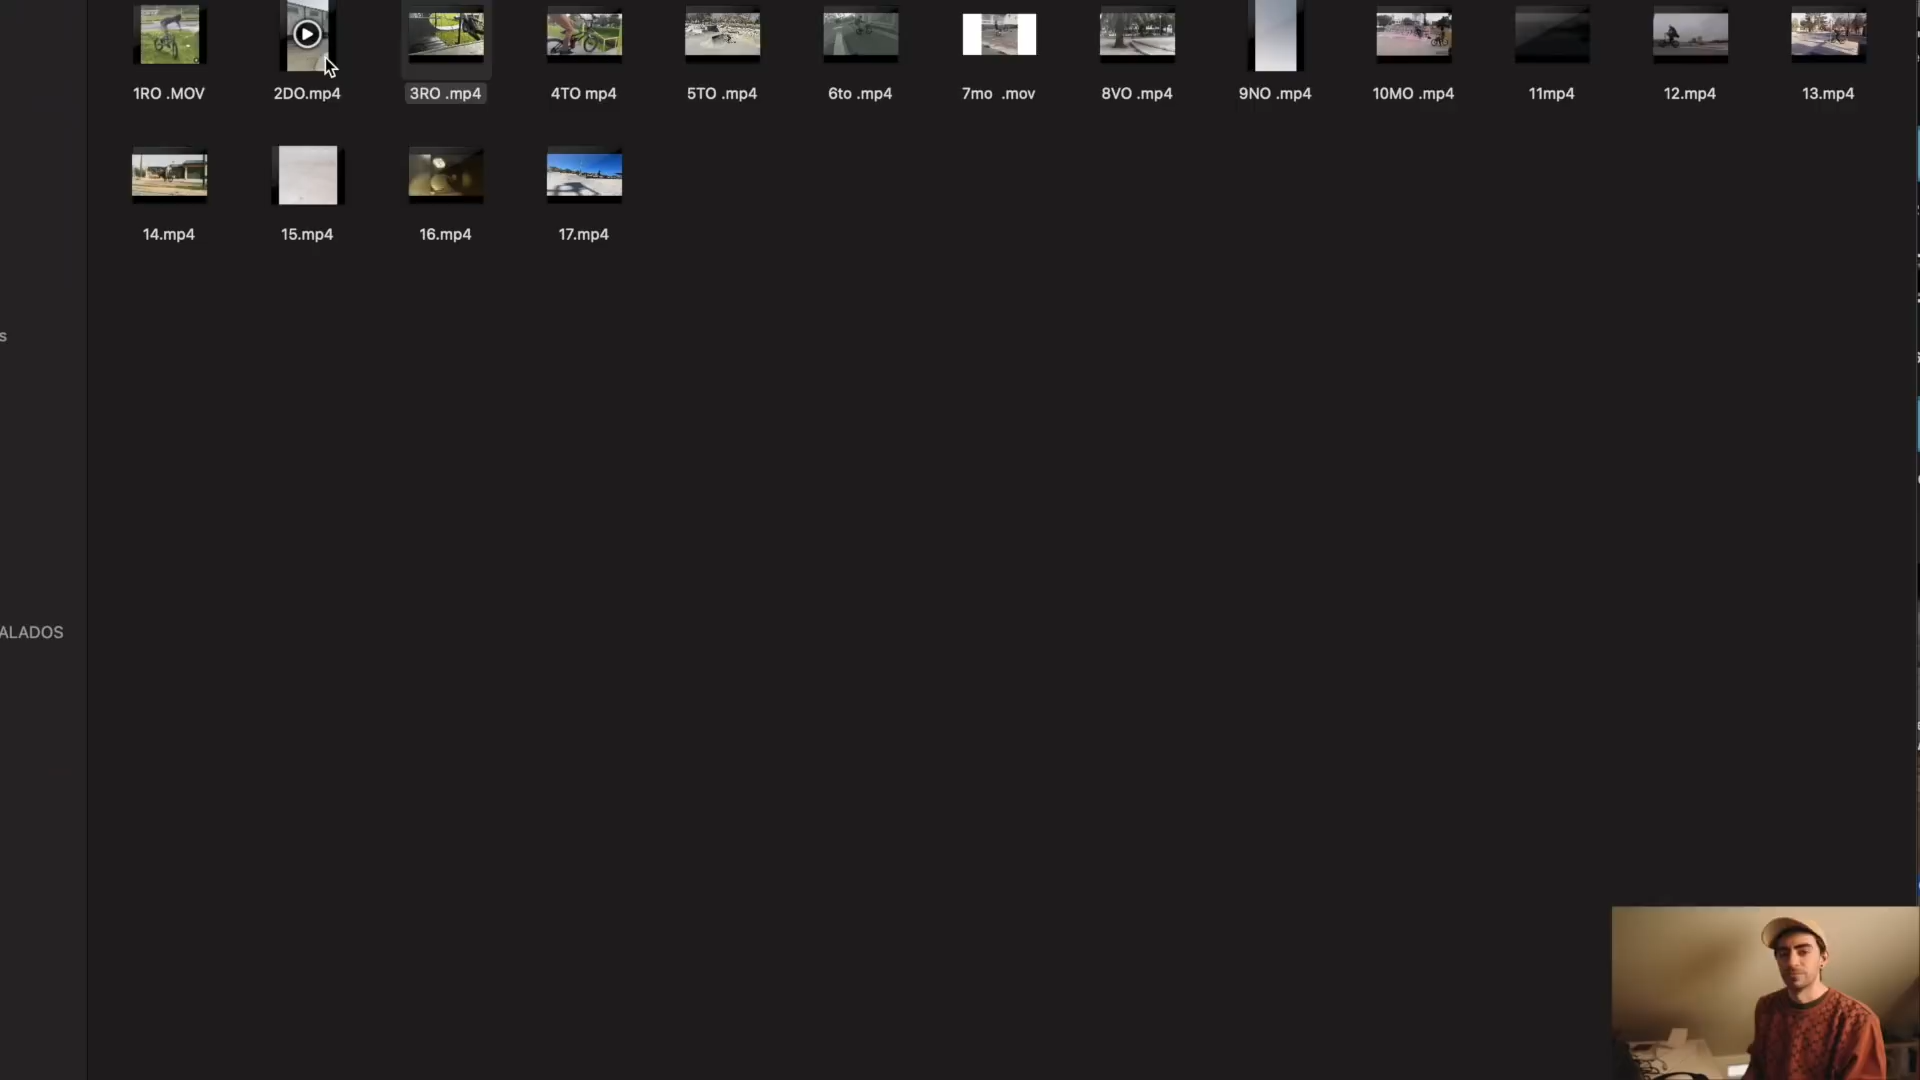 1RO .MOV
2DO.mp4
3RO .mp4
4TO mp4
5TO .mp4
6to .mp4
7mo .mov
8VO .mp4
9NO .mp4
10MO .mp4
11mp4
12.mp4
13.mp4
14.mp4
15.mp4
16.mp4
17.mp4
s
ALADOS